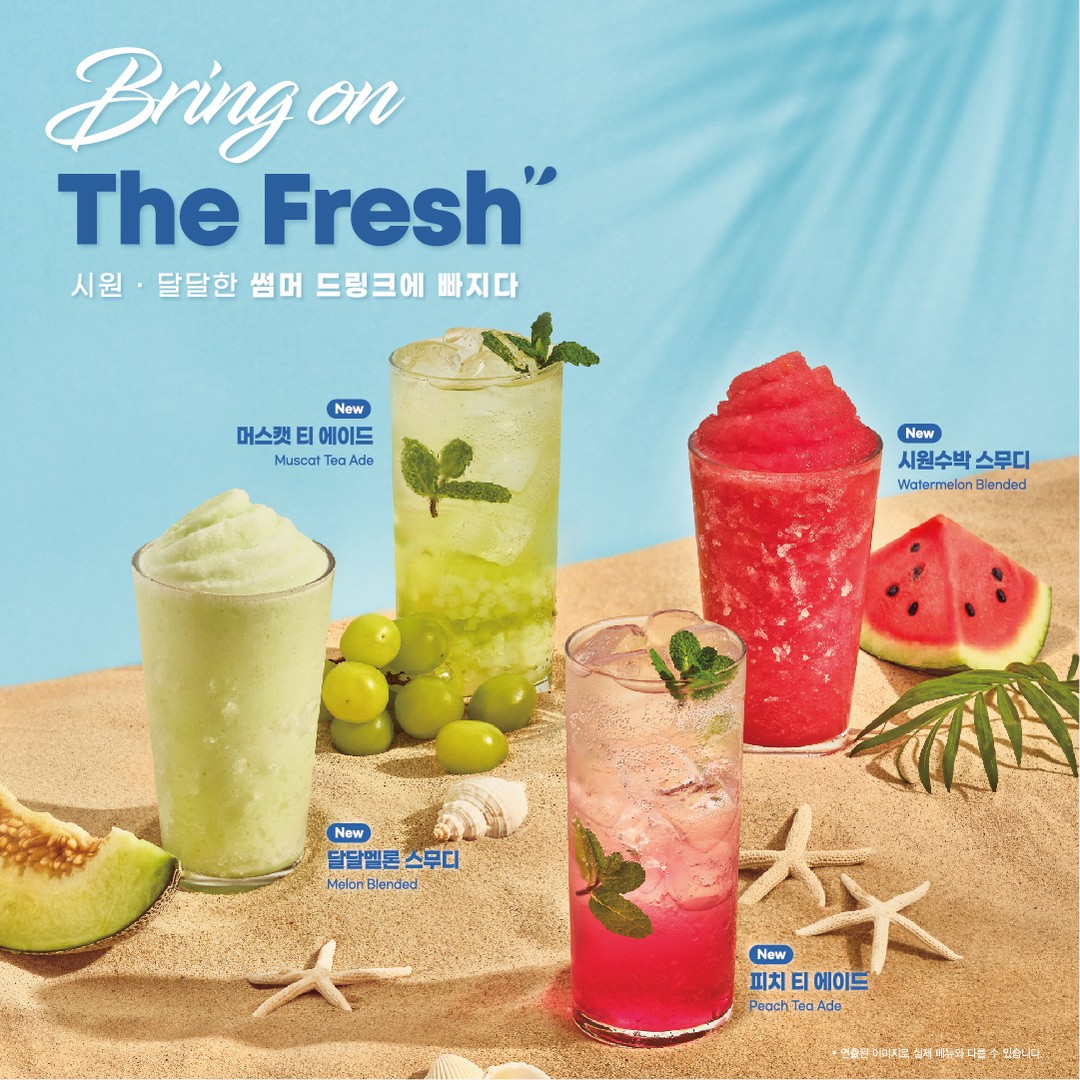 Bring on
The Fresh
시원 · 달달한 썸머 드링크에 빠지다
New
머스캣 티 에이드
Muscat Tea Ade
New
시원수박 스무디
Watermelon Blended
New
달달멜론 스무디
Melon Blended
New
피치 티 에이드
Peach Tea Ade
* 연출된 이미지로 실제 메뉴와 다를 수 있습니다.